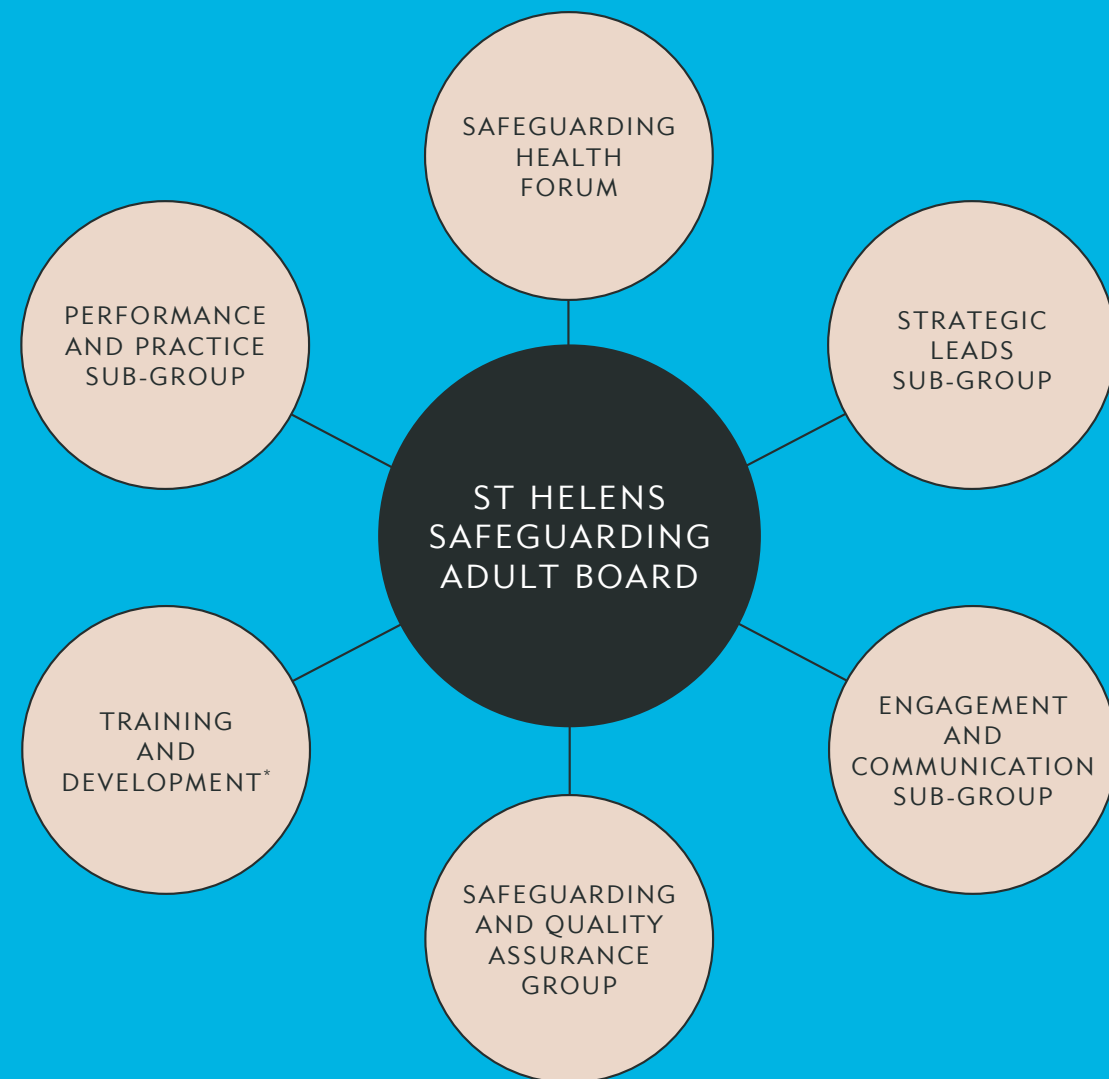 SAFEGUARDING
HEALTH
FORUM
PERFORMANCE
AND PRACTICE
SUB-GROUP
STRATEGIC
LEADS
SUB-GROUP
ST HELENS
SAFEGUARDING
ADULT BOARD
TRAINING
AND
DEVELOPMENT*
ENGAGEMENT
AND
COMMUNICATION
SUB-GROUP
SAFEGUARDING
AND QUALITY
ASSURANCE
GROUP